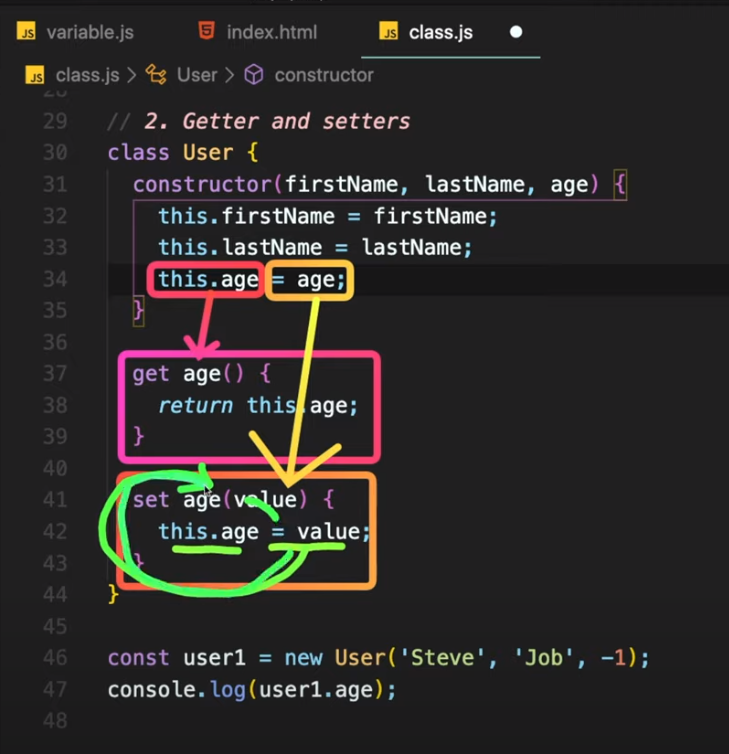 JS variable.js index.html JS class.js
JS class.js > User > constructor
29 // 2. Getter and setters
30 class User {
31 constructor(firstName, lastName, age) {
32 this.firstName = firstName;
33 this.lastName = lastName;
34 this.age = age;
35 }
36
37 get age() {
38 return this.age;
39 }
40
41 set age(value) {
42 this.age = value;
43 }
44 }
45
46 const user1 = new User('Steve', 'Job', -1);
47 console.log(user1.age);
48